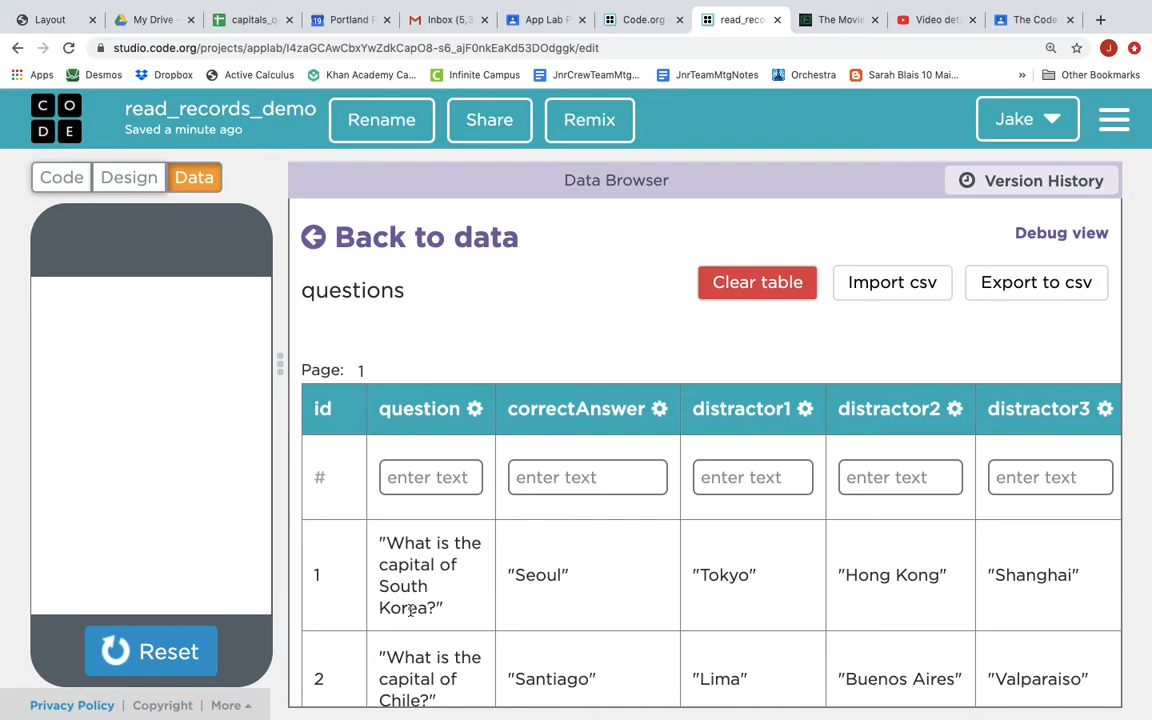 Layout
My Drive -
capitals_q
Portland P
Inbox (5,3
App Lab P
Code.org
read_reco
The Movie
Video deta
The Code
studio.code.org/projects/applab/I4zaGCAwCbxYwZdkCapO8-s6_ajF0nkEaKd53DOdggk/edit
J
Apps
Desmos
Dropbox
Active Calculus
Khan Academy Ca...
Infinite Campus
JnrCrewTeamMtg...
JnrTeamMtgNotes
Orchestra
Sarah Blais 10 Mai...
»
Other Bookmarks
C O
D E
read_records_demo
Saved a minute ago
Rename
Share
Remix
Jake
Code
Design
Data
Data Browser
Version History
Back to data
Debug view
questions
Clear table
Import csv
Export to csv
Page: 1
id
question
correctAnswer
distractor1
distractor2
distractor3
#
enter text
enter text
enter text
enter text
enter text
1
"What is the
capital of
South
Korea?"
"Seoul"
"Tokyo"
"Hong Kong"
"Shanghai"
2
"What is the
capital of
Chile?"
"Santiago"
"Lima"
"Buenos Aires"
"Valparaiso"
Reset
Privacy Policy | Copyright | More